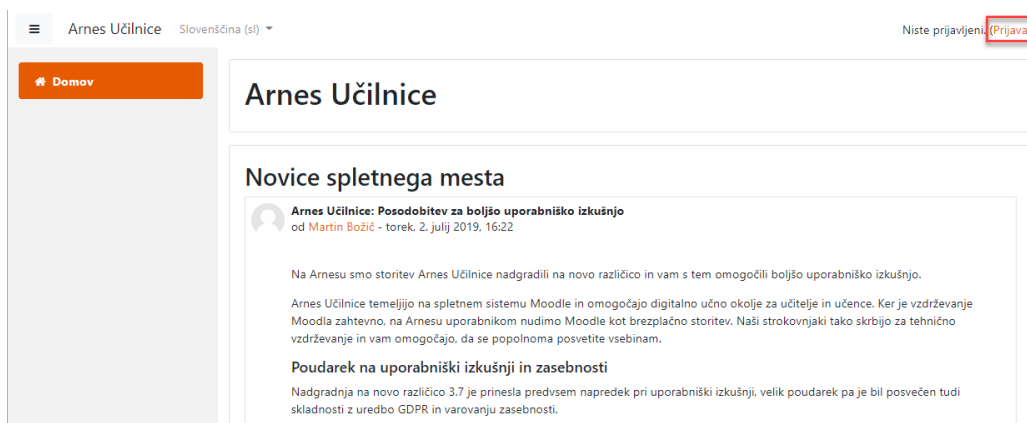 Arnes Učilnice Slovenščina (sl)
Niste prijavljeni. (Prijava
Domov
Arnes Učilnice
Novice spletnega mesta
Arnes Učilnice: Posodobitev za boljšo uporabniško izkušnjo
od Martin Božič - torek, 2. julij 2019, 16:22
Na Arnesu smo storitev Arnes Učilnice nadgradili na novo različico in vam s tem omogočili boljšo uporabniško izkušnjo.
Arnes Učilnice temeljijo na spletnem sistemu Moodle in omogočajo digitalno učno okolje za učitelje in učence. Ker je vzdrževanje
Moodla zahtevno, na Arnesu uporabnikom nudimo Moodle kot brezplačno storitev. Naši strokovnjaki tako skrbijo za tehnično
vzdrževanje in vam omogočajo, da se popolnoma posvetite vsebinam.
Poudarek na uporabniški izkušnji in zasebnosti
Nadgradnja na novo različico 3.7 je prinesla predvsem napredek pri uporabniški izkušnji, velik poudarek pa je bil posvečen tudi
skladnosti z uredbo GDPR in varovanju zasebnosti.